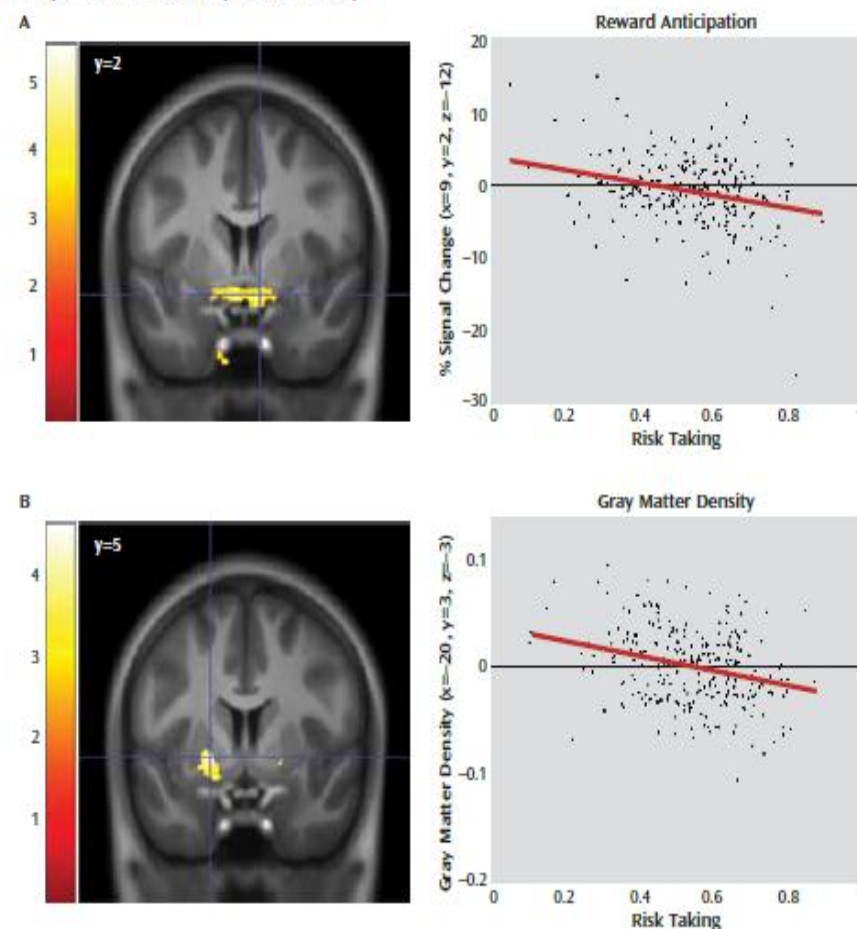 A
y=2
5
4
3
2
1
Reward Anticipation
% Signal Change (x=9, y=2, z=−12)
20
10
0
−10
−20
−30
0 0.2 0.4 0.6 0.8
Risk Taking
B
y=5
4
3
2
1
Gray Matter Density
Gray Matter Density (x=−20, y=3, z=−3)
0.1
0
−0.1
−0.2
0 0.2 0.4 0.6 0.8
Risk Taking